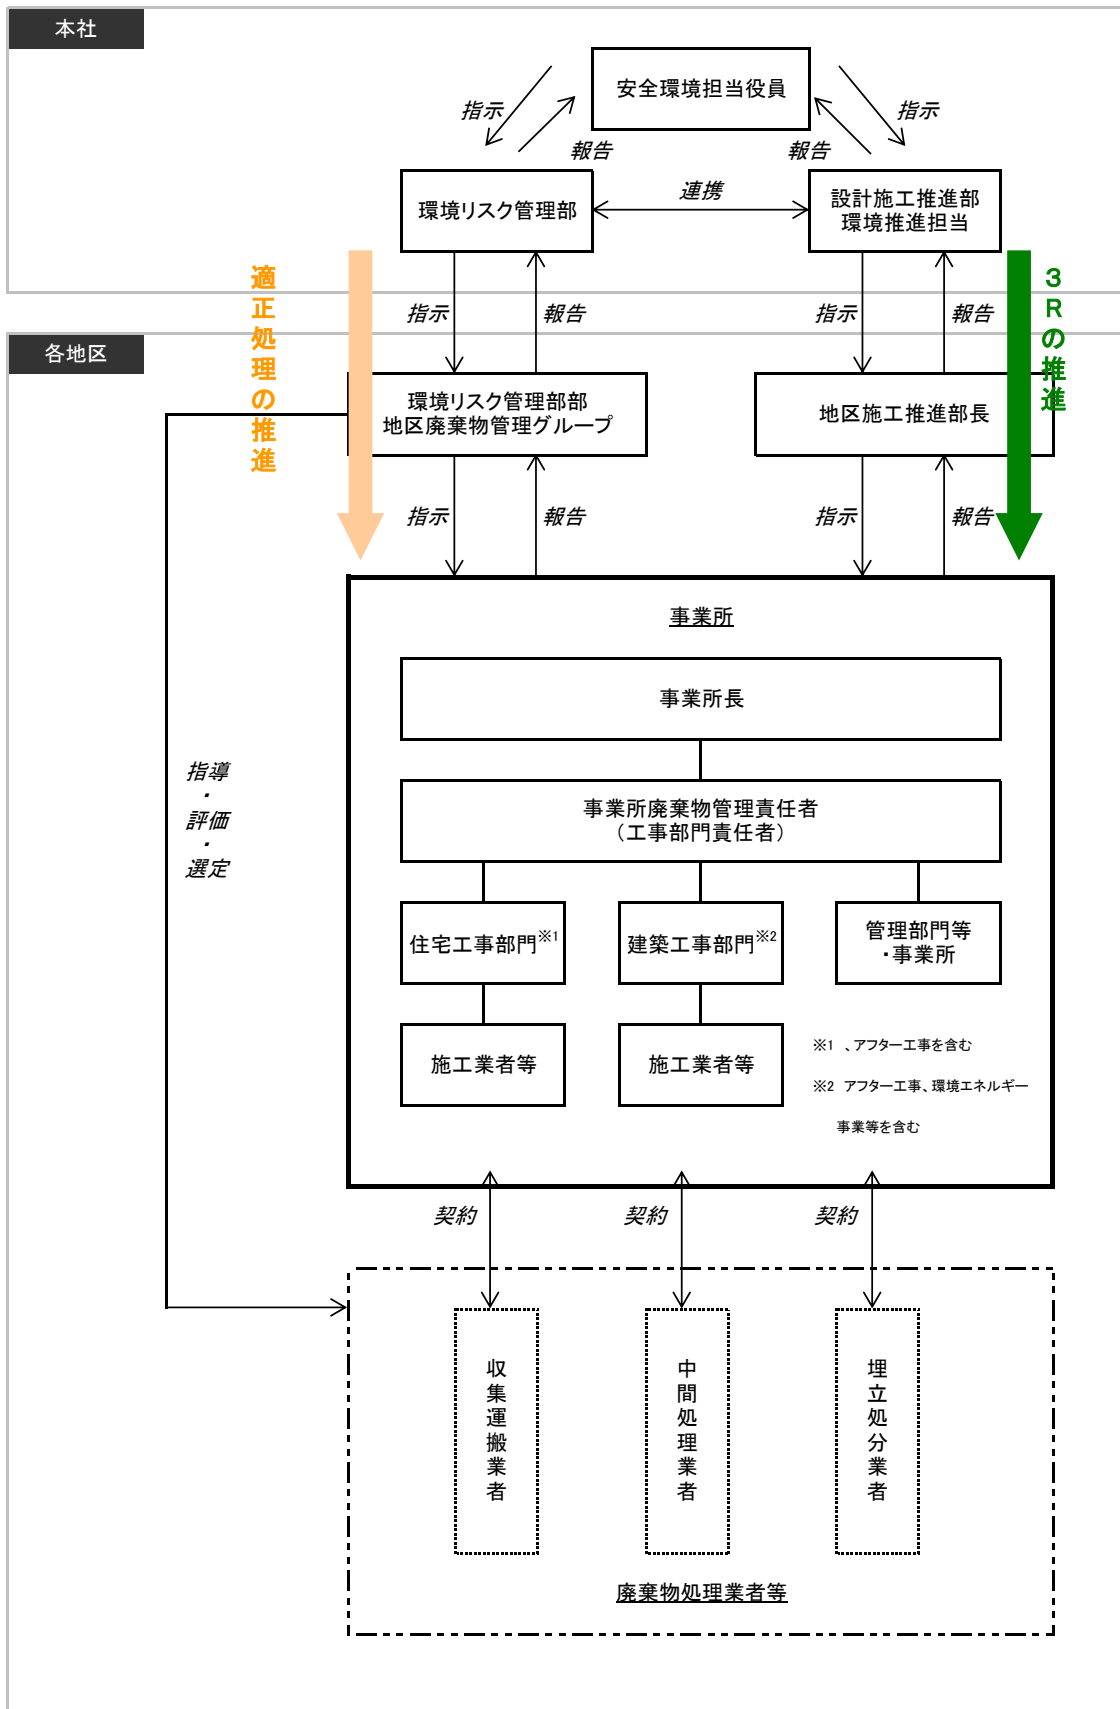 本社
安全環境担当役員
指示
指示
報告
報告
環境リスク管理部
連携
設計施工推進部
環境推進担当
適正処理の推進
3Rの推進
指示
報告
指示
報告
各地区
環境リスク管理部部
地区廃棄物管理グループ
地区施工推進部長
指示
報告
指示
報告
事業所
事業所長
指導
・
評価
・
選定
事業所廃棄物管理責任者
（工事部門責任者）
住宅工事部門※1
建築工事部門※2
管理部門等
・事業所
施工業者等
施工業者等
※1 、アフター工事を含む
※2 アフター工事、環境エネルギー
事業等を含む
契約
契約
契約
収集運搬業者
中間処理業者
埋立処分業者
廃棄物処理業者等